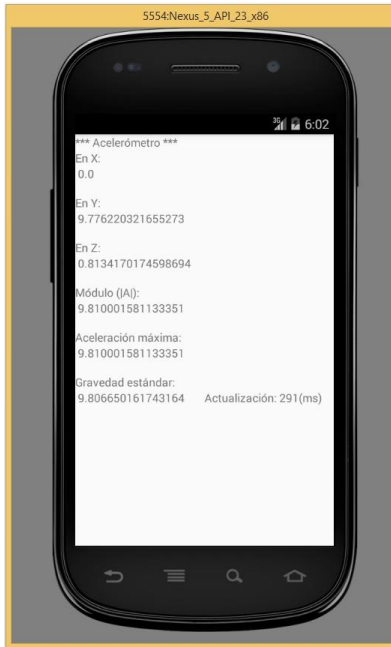 5554:Nexus_5_API_23_x86
3G 6:02
*** Acelerómetro ***
En X:
0.0
En Y:
9.776220321655273
En Z:
0.8134170174598694
Módulo (|A|):
9.810001581133351
Aceleración máxima:
9.810001581133351
Gravedad estándar:
9.806650161743164 Actualización: 291(ms)